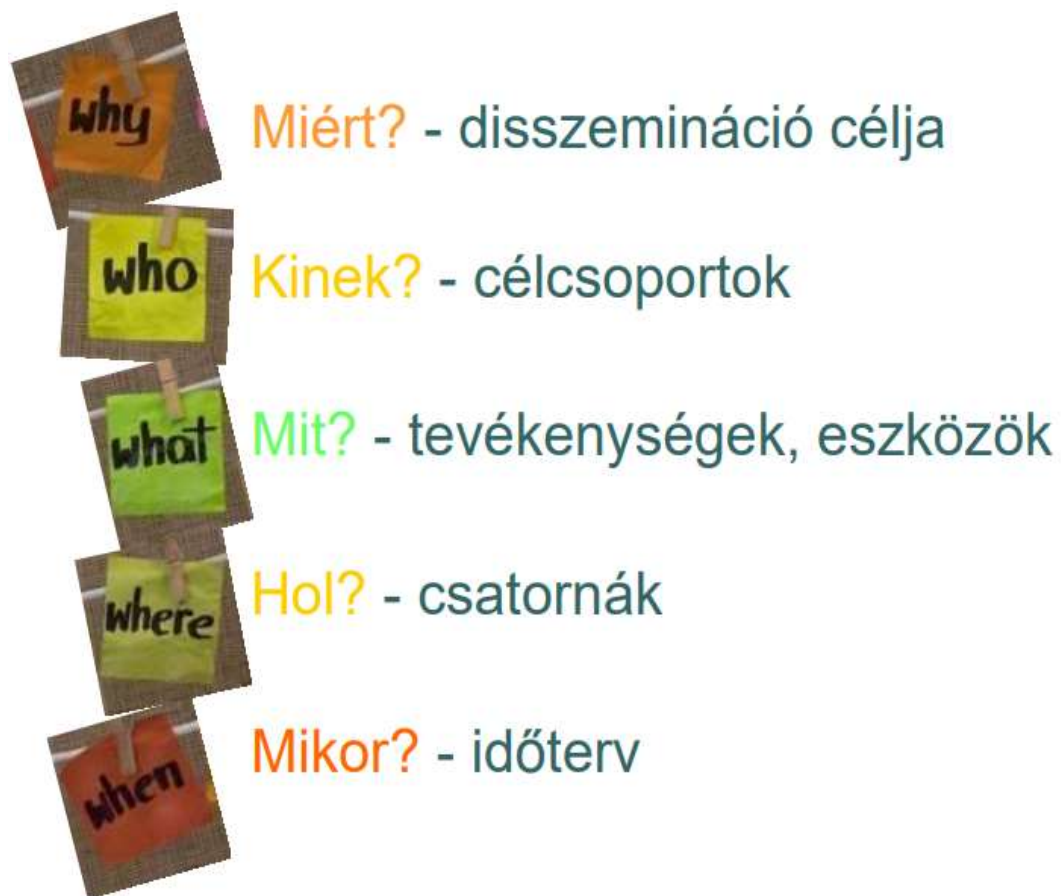 why
Miért? - disszemináció célja
who
Kinek? - célcsoportok
what
Mit? - tevékenységek, eszközök
where
Hol? - csatornák
when
Mikor? - időterv